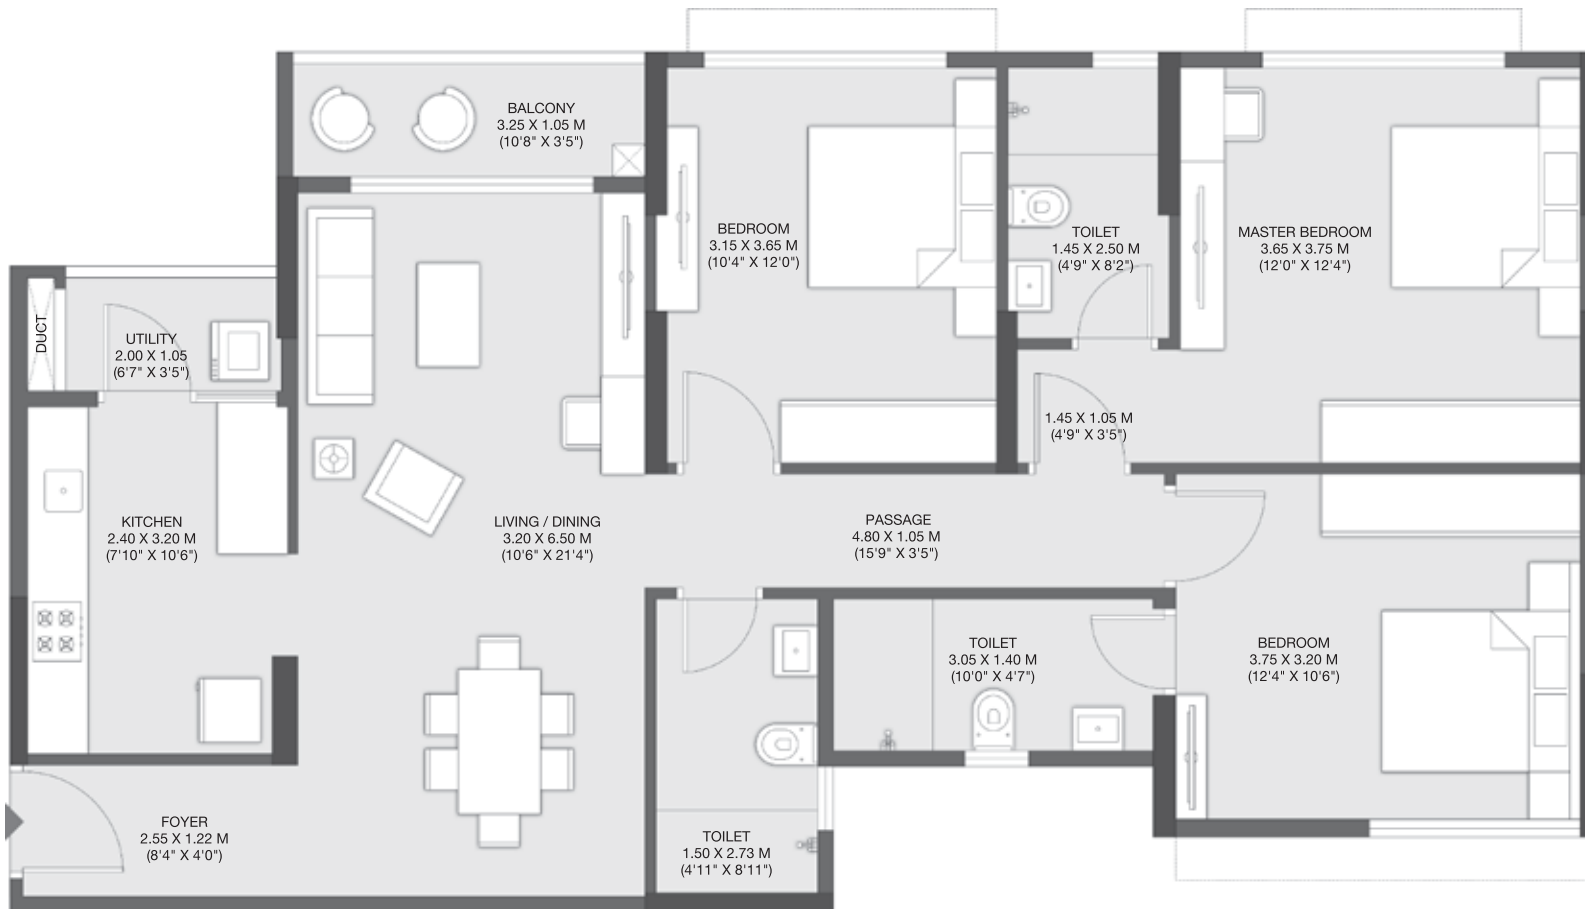 BALCONY
3.25 X 1.05 M
(10'8" X 3'5")
BEDROOM
3.15 X 3.65 M
(10'4" X 12'0")
TOILET
1.45 X 2.50 M
(4'9" X 8'2")
MASTER BEDROOM
3.65 X 3.75 M
(12'0" X 12'4")
DUCT
UTILITY
2.00 X 1.05
(6'7" X 3'5")
1.45 X 1.05 M
(4'9" X 3'5")
KITCHEN
2.40 X 3.20 M
(7'10" X 10'6")
LIVING / DINING
3.20 X 6.50 M
(10'6" X 21'4")
PASSAGE
4.80 X 1.05 M
(15'9" X 3'5")
TOILET
3.05 X 1.40 M
(10'0" X 4'7")
BEDROOM
3.75 X 3.20 M
(12'4" X 10'6")
FOYER
2.55 X 1.22 M
(8'4" X 4'0")
TOILET
1.50 X 2.73 M
(4'11" X 8'11")